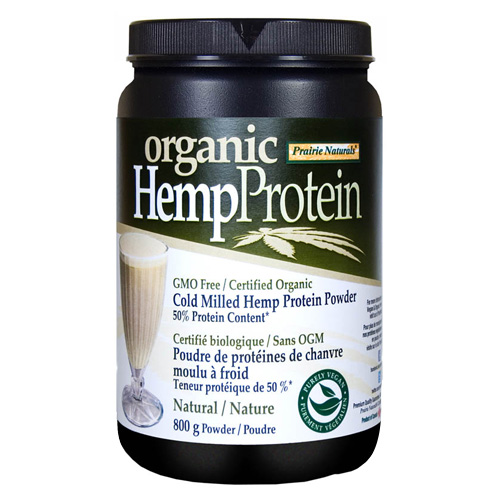 organic
Prairie Naturals®
HempProtein
GMO Free / Certified Organic
Cold Milled Hemp Protein Powder
50% Protein Content*
Certifié biologique / Sans OGM
Poudre de protéines de chanvre
moulu à froid
Teneur protéique de 50 %*
Natural / Nature
800 g Powder / Poudre
PURELY VEGAN
PUREMENT VÉGÉTALIEN